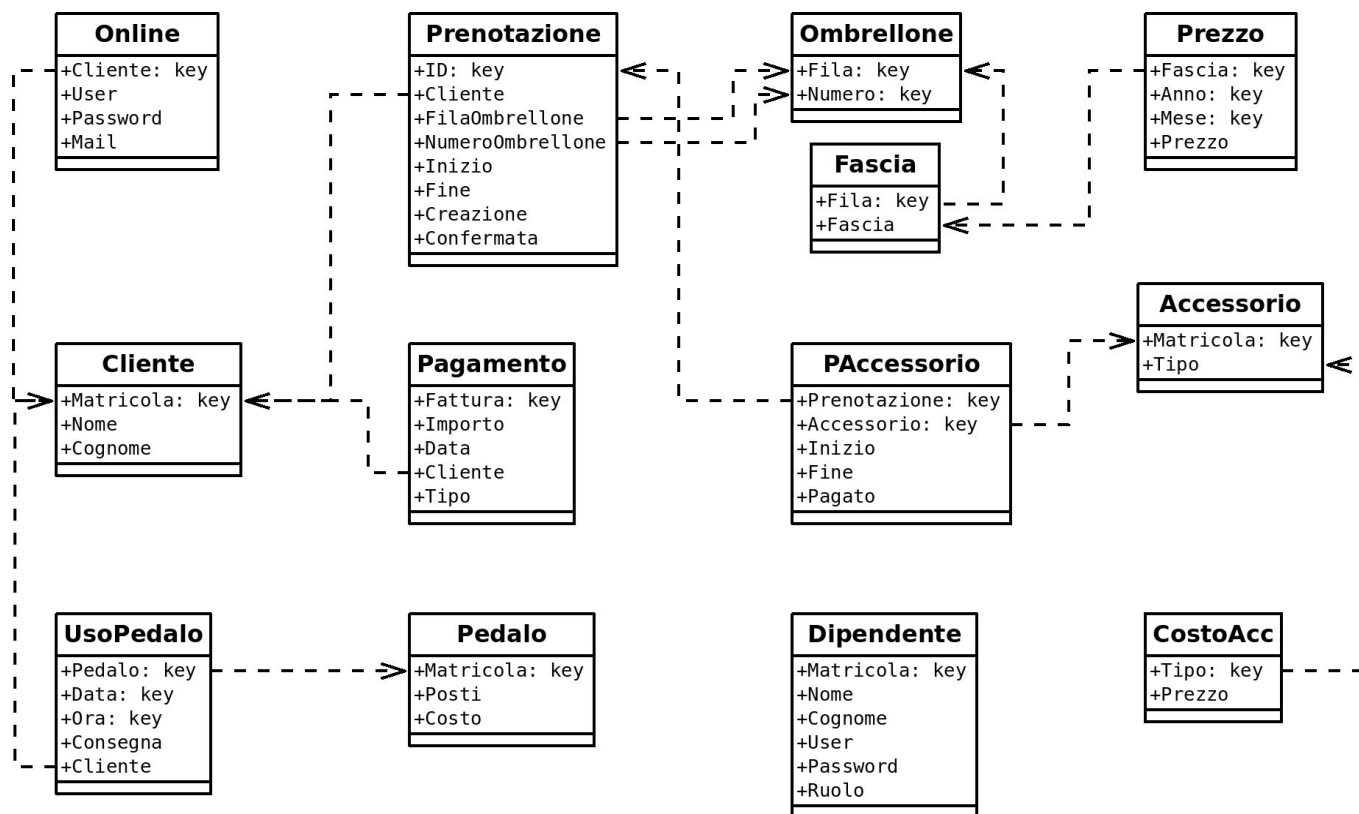 Online
+Cliente: key
+User
+Password
+Mail
Prenotazione
+ID: key
+Cliente
+FilaOmbrellone
+NumeroOmbrellone
+Inizio
+Fine
+Creazione
+Confermata
Ombrellone
+Fila: key
+Numero: key
Fascia
+Fila: key
+Fascia
Prezzo
+Fascia: key
+Anno: key
+Mese: key
+Prezzo
Cliente
+Matricola: key
+Nome
+Cognome
Pagamento
+Fattura: key
+Importo
+Data
+Cliente
+Tipo
PAccessorio
+Prenotazione: key
+Accessorio: key
+Inizio
+Fine
+Pagato
Accessorio
+Matricola: key
+Tipo
UsoPedalo
+Pedalo: key
+Data: key
+Ora: key
+Consegna
+Cliente
Pedalo
+Matricola: key
+Posti
+Costo
Dipendente
+Matricola: key
+Nome
+Cognome
+User
+Password
+Ruolo
CostoAcc
+Tipo: key
+Prezzo